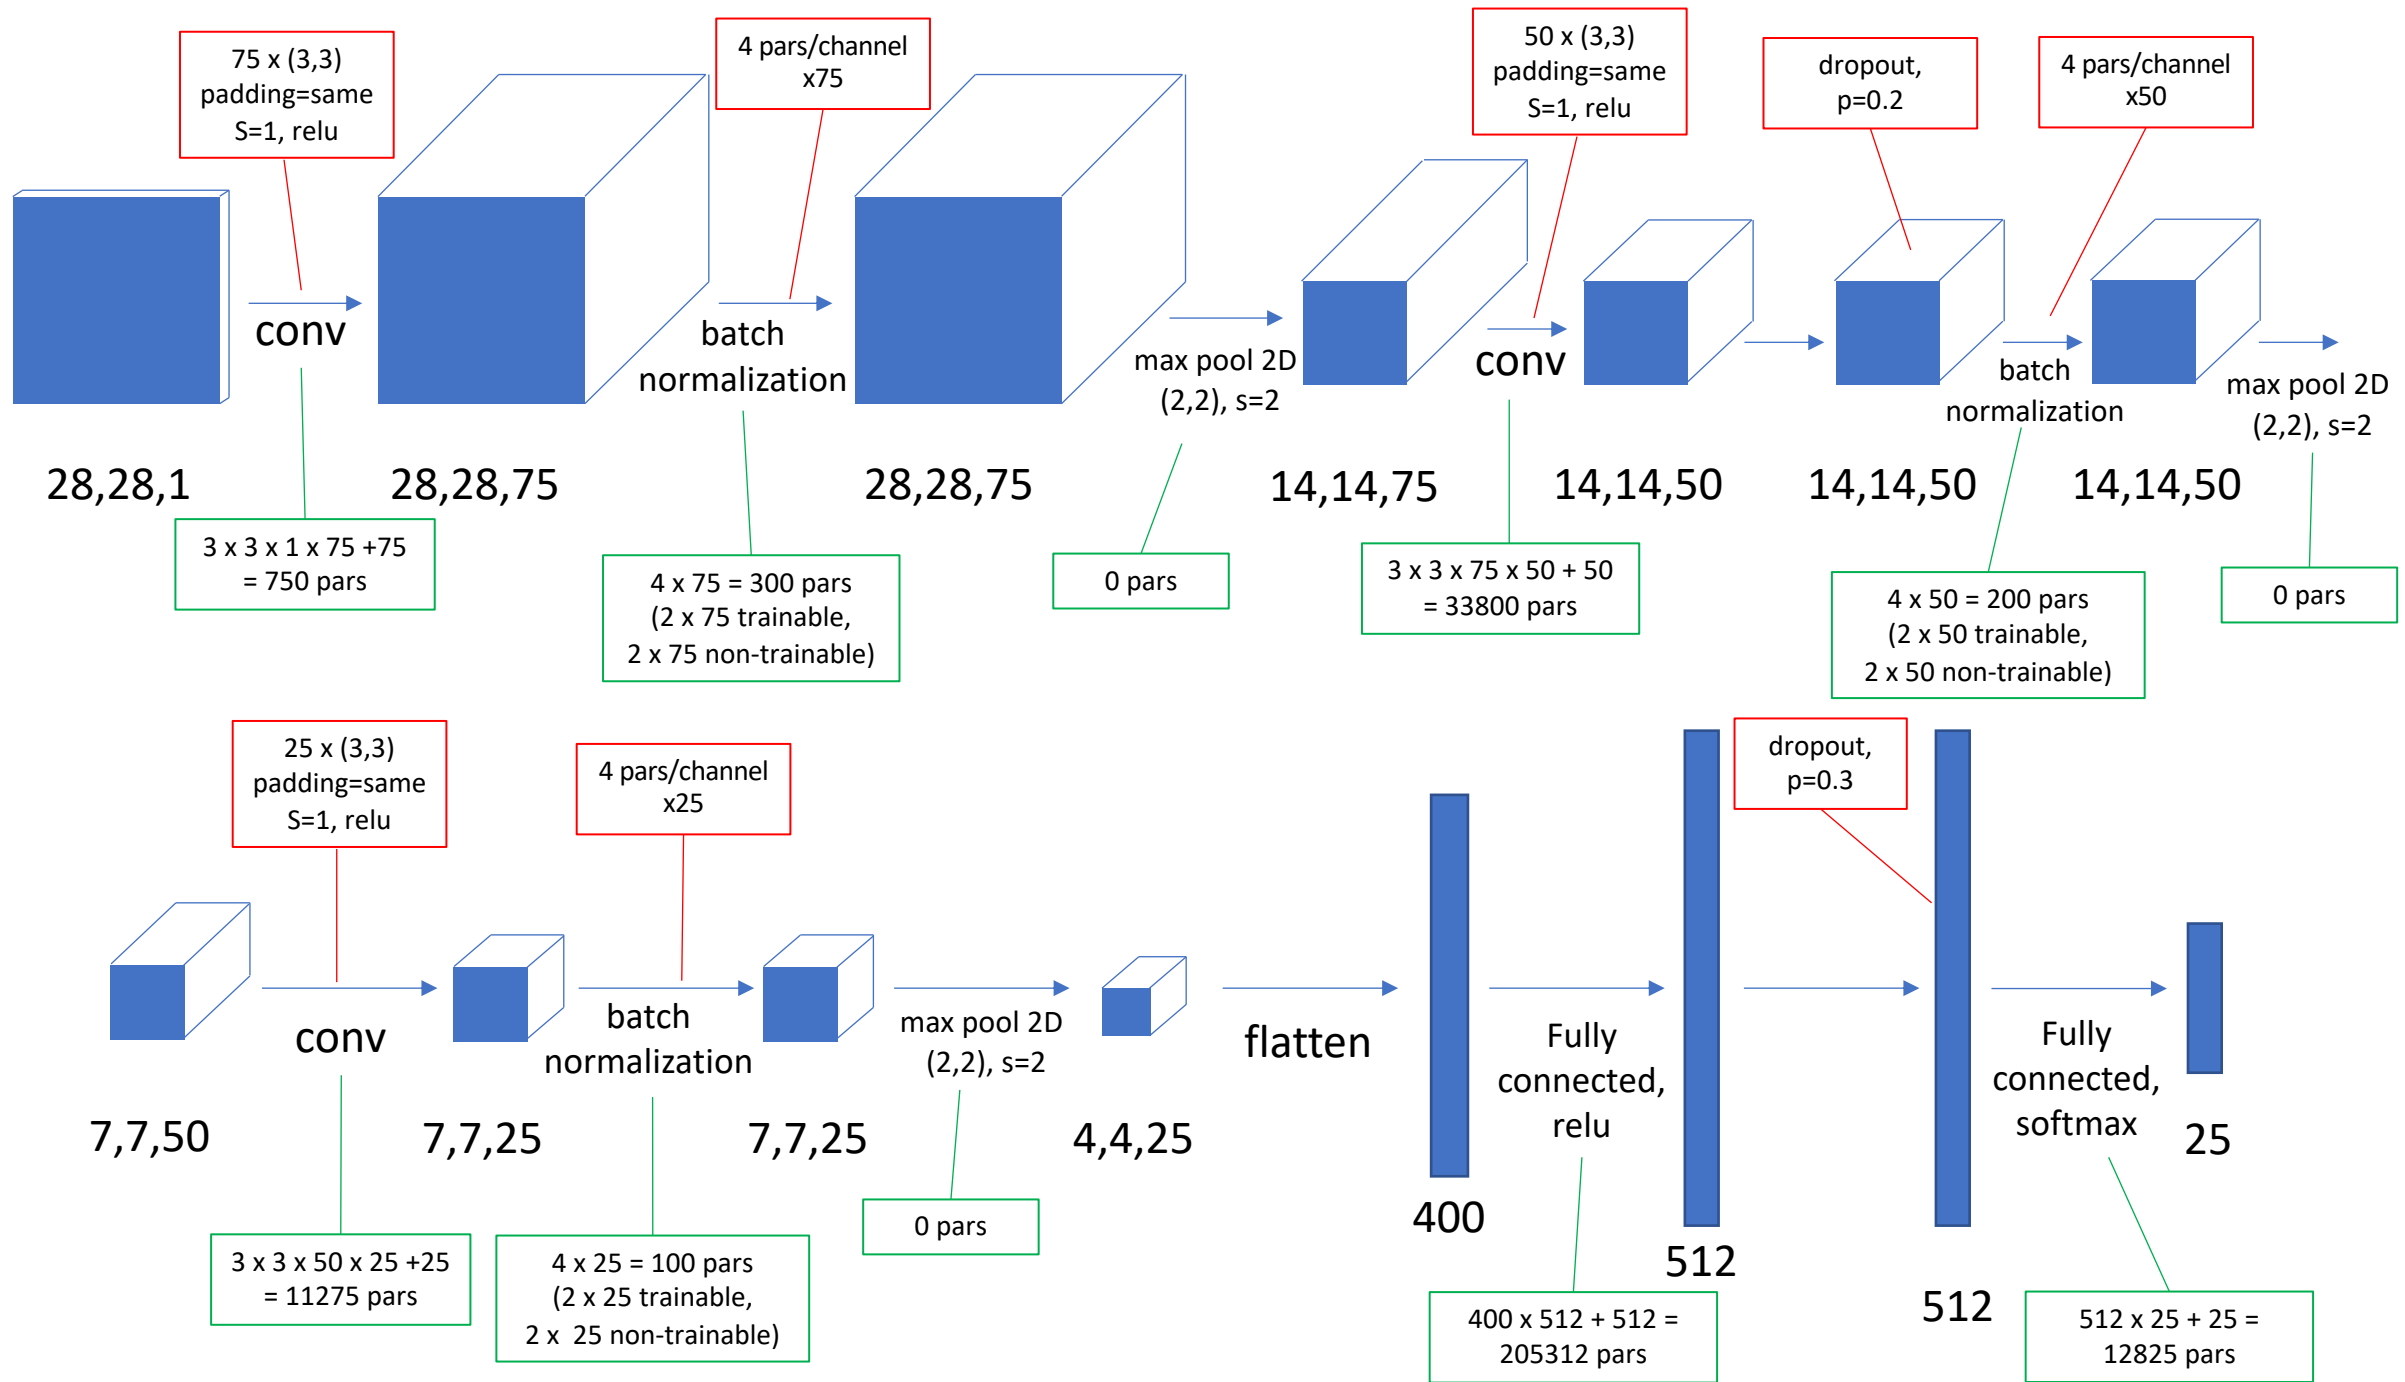 75 x (3,3)
padding=same
S=1, relu
4 pars/channel
x75
50 x (3,3)
padding=same
S=1, relu
dropout,
p=0.2
4 pars/channel
x50
conv
batch
normalization
max pool 2D
(2,2), s=2
conv
batch
normalization
max pool 2D
(2,2), s=2
28,28,1
28,28,75
28,28,75
14,14,75
14,14,50
14,14,50
14,14,50
3 x 3 x 1 x 75 +75
= 750 pars
4 x 75 = 300 pars
(2 x 75 trainable,
2 x 75 non-trainable)
0 pars
3 x 3 x 75 x 50 + 50
= 33800 pars
4 x 50 = 200 pars
(2 x 50 trainable,
2 x 50 non-trainable)
0 pars
25 x (3,3)
padding=same
S=1, relu
4 pars/channel
x25
dropout,
p=0.3
conv
batch
normalization
max pool 2D
(2,2), s=2
flatten
Fully
connected,
relu
Fully
connected,
softmax
7,7,50
7,7,25
7,7,25
4,4,25
400
512
512
25
3 x 3 x 50 x 25 +25
= 11275 pars
4 x 25 = 100 pars
(2 x 25 trainable,
2 x  25 non-trainable)
0 pars
400 x 512 + 512 =
205312 pars
512 x 25 + 25 =
12825 pars